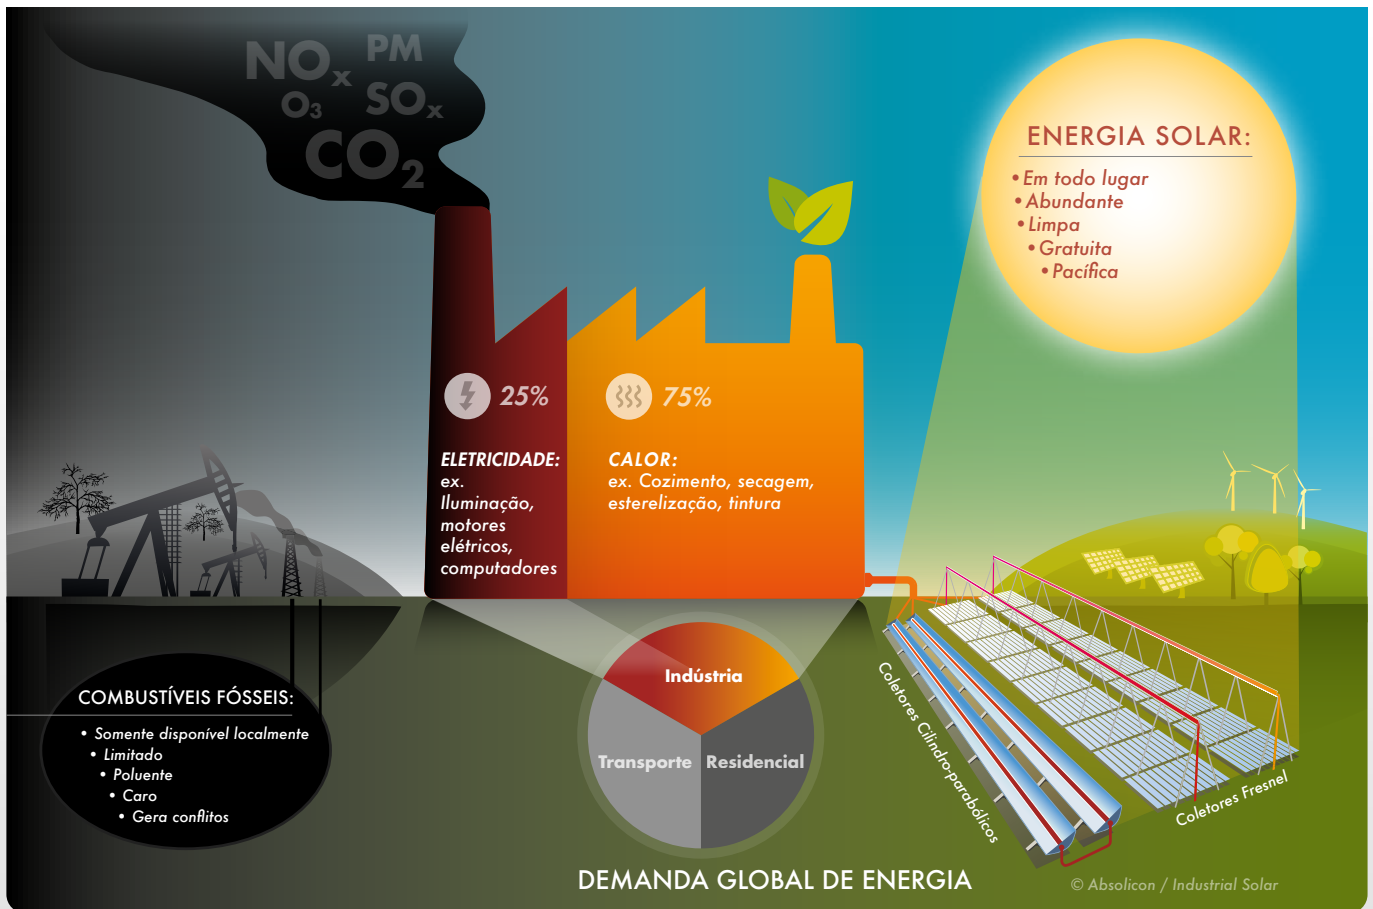 NOx
PM
O3
SOx
CO2
ENERGIA SOLAR:
• Em todo lugar
• Abundante
• Limpa
• Gratuita
• Pacífica
25%
75%
ELETRICIDADE:
ex.
Iluminação,
motores
elétricos,
computadores
CALOR:
ex. Cozimento, secagem,
esterelização, tintura
COMBUSTÍVEIS FÓSSEIS:
• Somente disponível localmente
• Limitado
• Poluente
• Caro
• Gera conflitos
Indústria
Transporte
Residencial
DEMANDA GLOBAL DE ENERGIA
Coletores Cilindro-parabólicos
Coletores Fresnel
© Absolicon / Industrial Solar